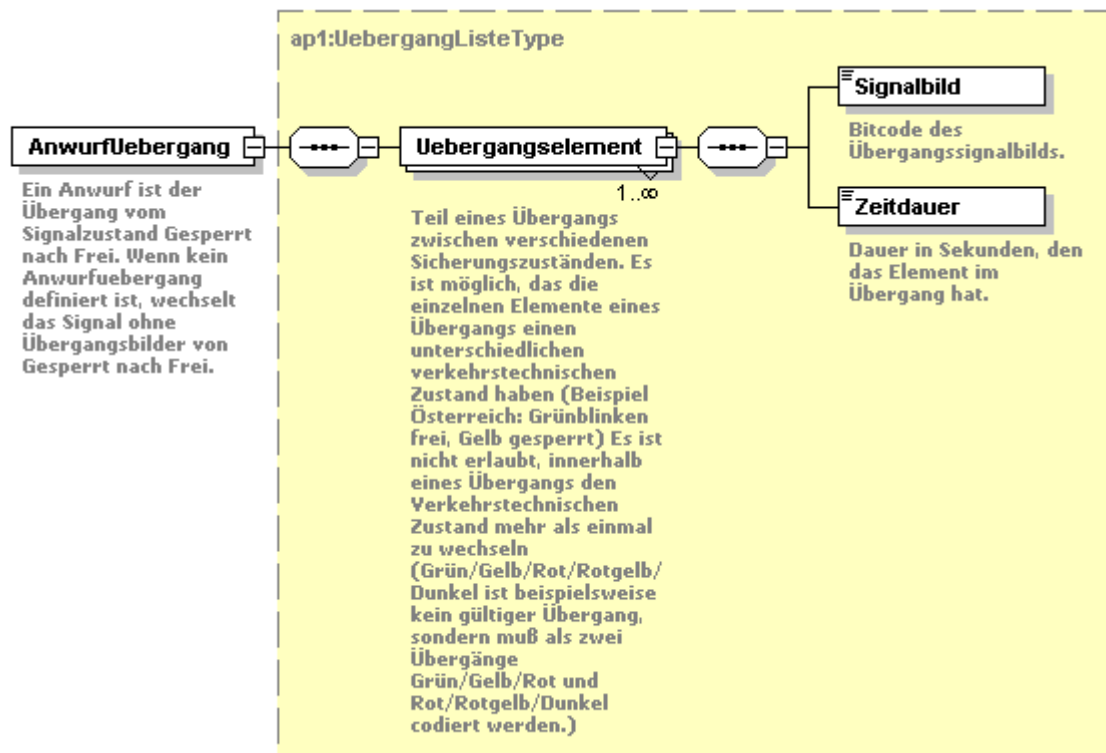 ap1:UebergangListeType
AnwurfUebergang
Ein Anwurf ist der
Übergang vom
Signalzustand Gesperrt
nach Frei. Wenn kein
Anwurfuebergang
definiert ist, wechselt
das Signal ohne
Übergangsbilder von
Gesperrt nach Frei.
Uebergangselement
1..∞
Teil eines Übergangs
zwischen verschiedenen
Sicherungszuständen. Es
ist möglich, das die
einzelnen Elemente eines
Übergangs einen
unterschiedlichen
verkehrstechnischen
Zustand haben (Beispiel
Österreich: Grünblinken
frei, Gelb gesperrt) Es ist
nicht erlaubt, innerhalb
eines Übergangs den
Verkehrstechnischen
Zustand mehr als einmal
zu wechseln
(Grün/Gelb/Rot/Rotgelb/
Dunkel ist beispielsweise
kein gültiger Übergang,
sondern muß als zwei
Übergänge
Grün/Gelb/Rot und
Rot/Rotgelb/Dunkel
codiert werden.)
Signalbild
Bitcode des
Übergangssignalbilds.
Zeitdauer
Dauer in Sekunden, den
das Element im
Übergang hat.